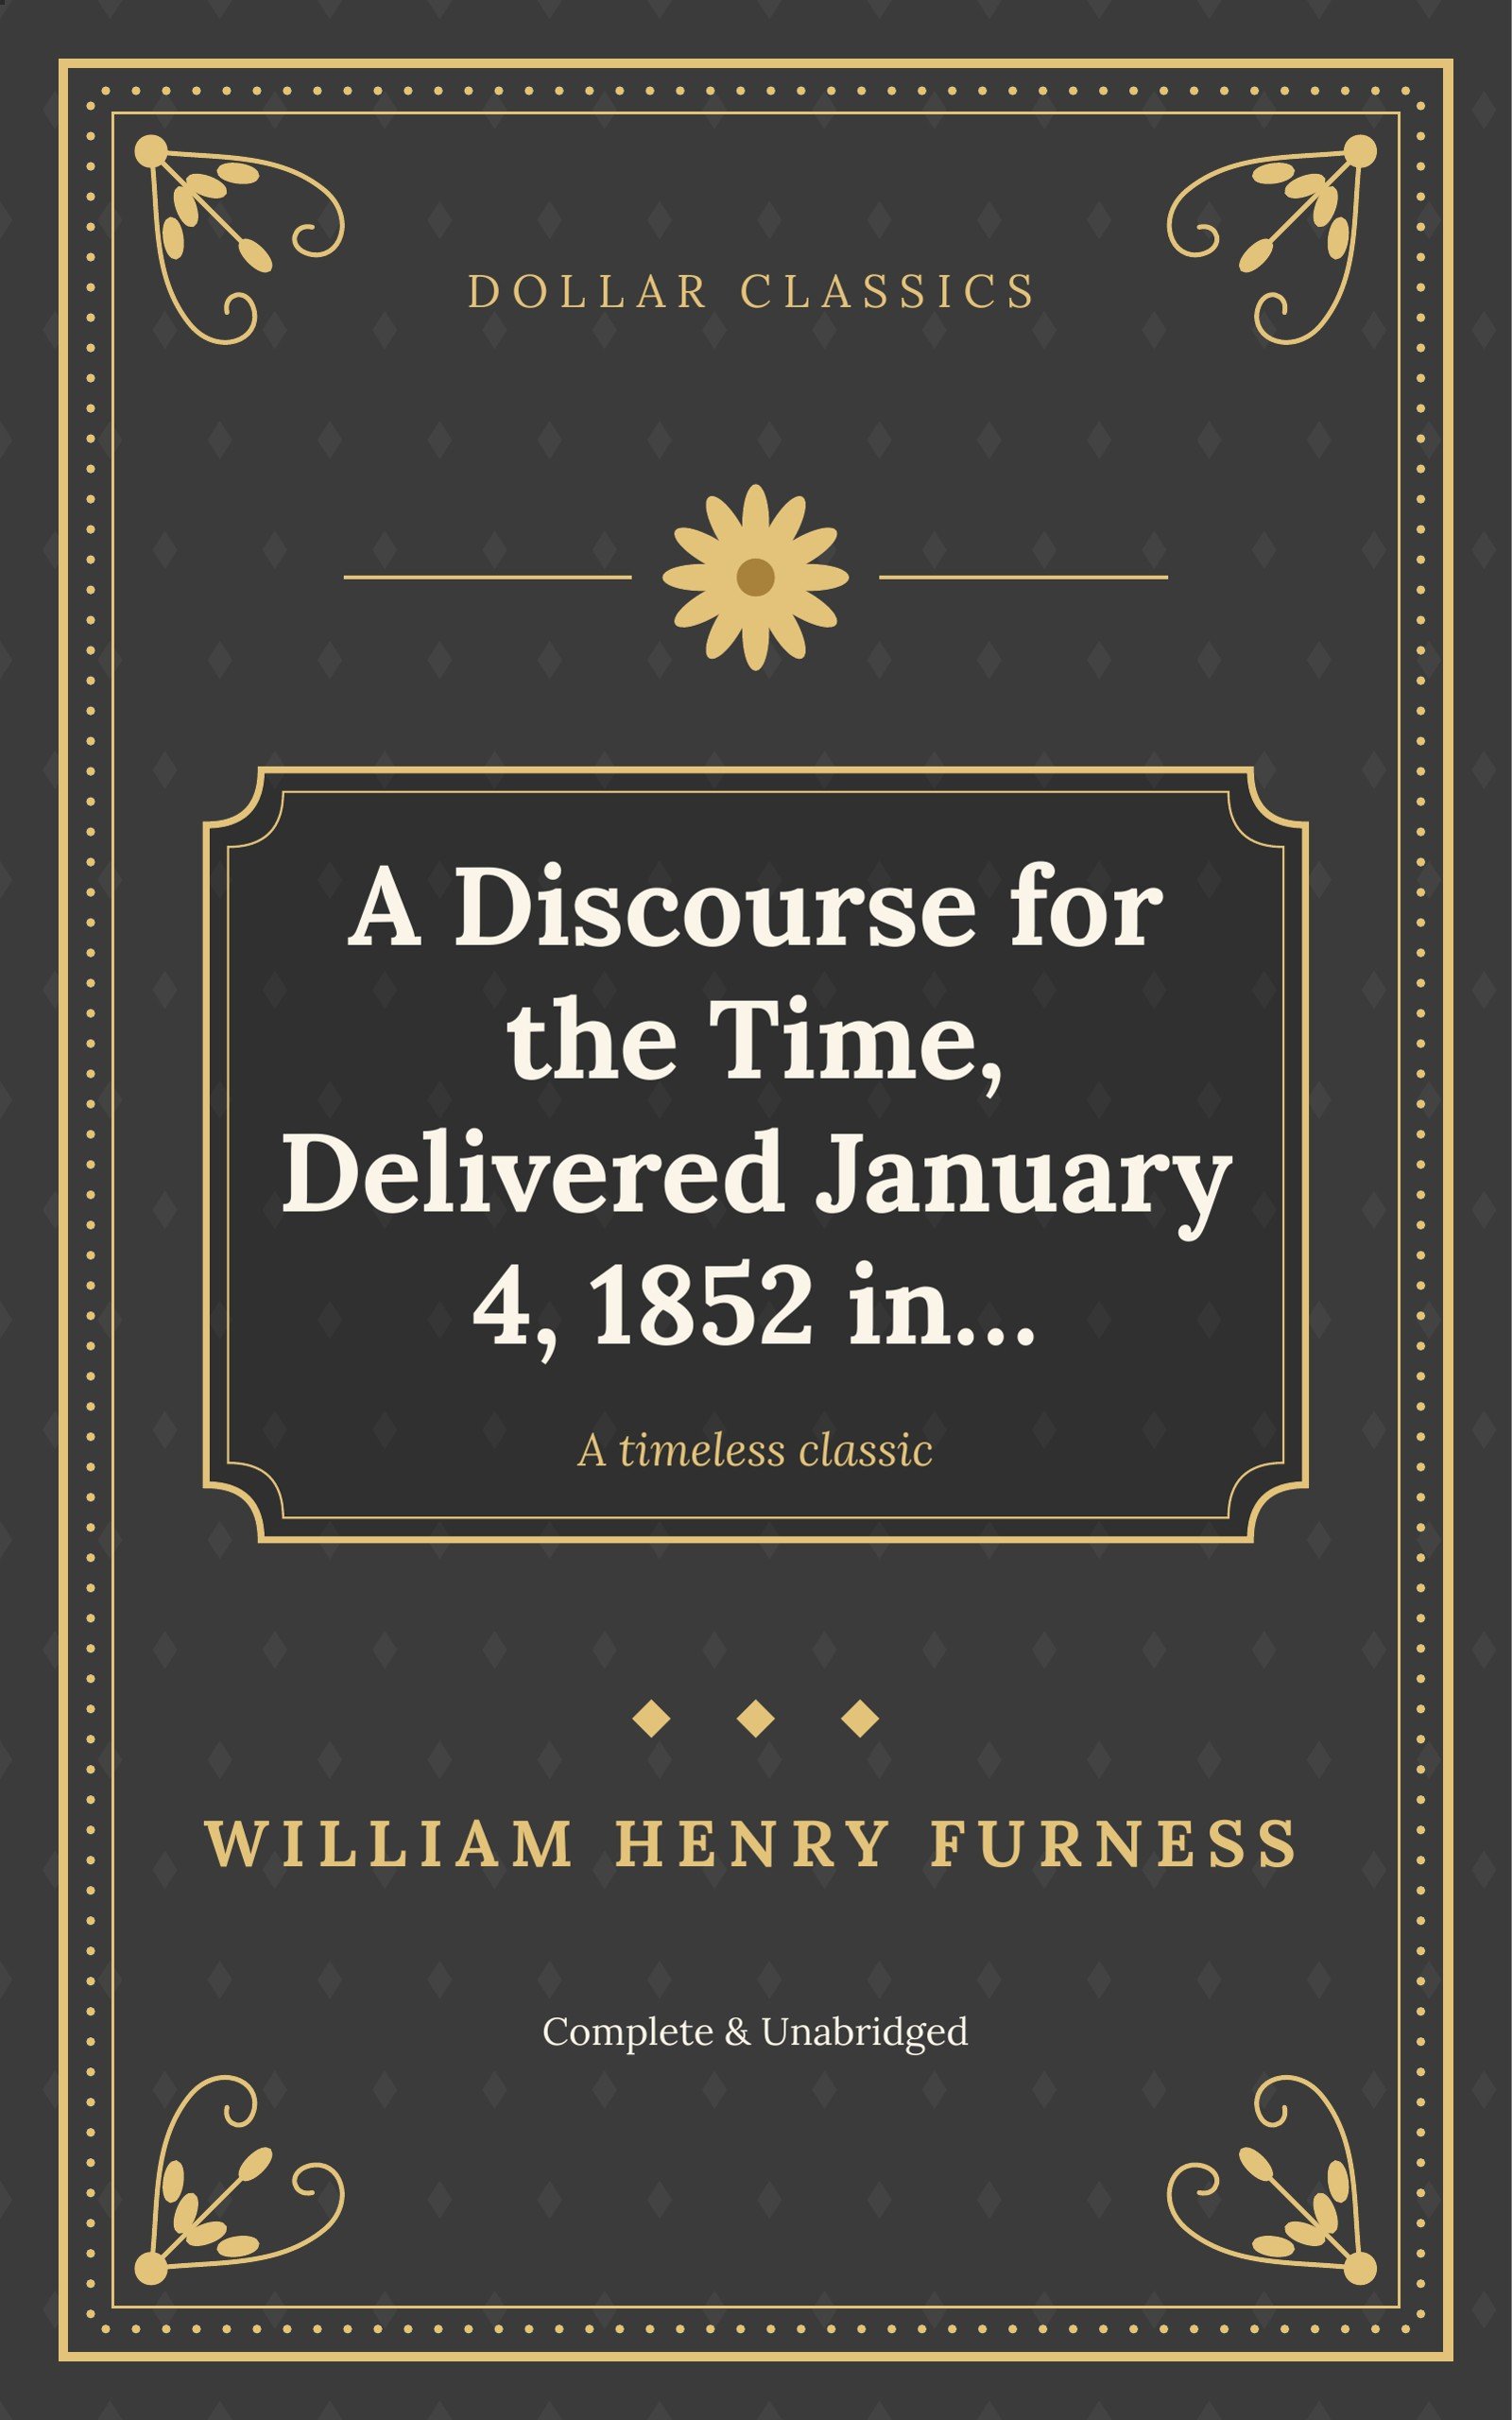 DOLLAR CLASSICS
A Discourse for
the Time,
Delivered January
4, 1852 in...
A timeless classic
WILLIAM HENRY FURNESS
Complete & Unabridged